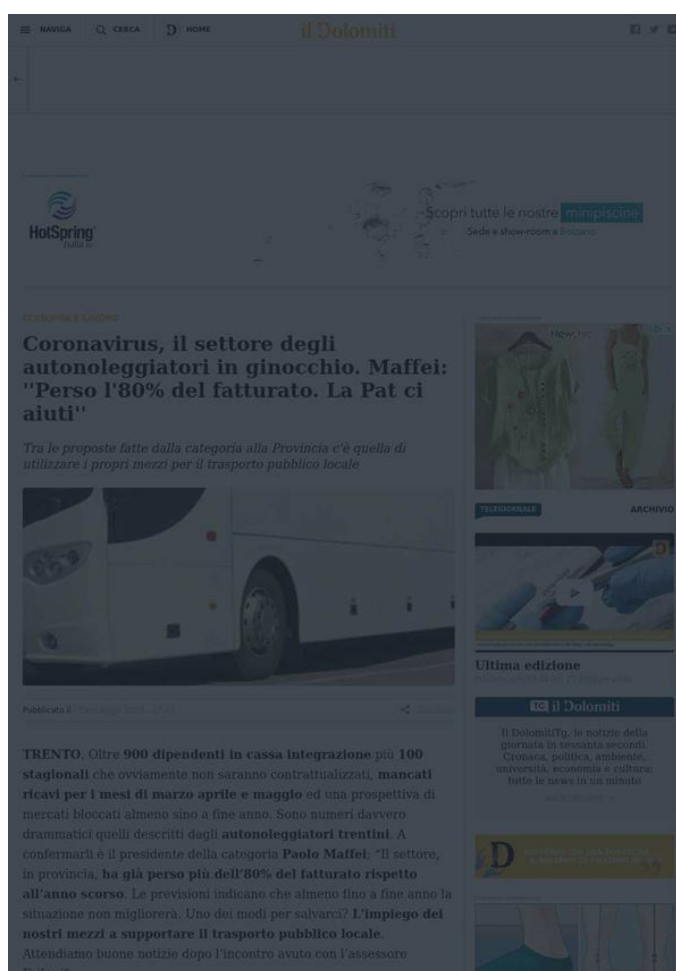 NAVIGA
CERCA
D HOME
il Dolomiti
HotSpring
Scopri tutte le nostre minipiscine
Sede e show-room a Bolzano
ECONOMIA E LAVORO
Coronavirus, il settore degli
autonoleggiatori in ginocchio. Maffei:
"Perso l'80% del fatturato. La Pat ci
aiuti"
Tra le proposte fatte dalla categoria alla Provincia c'è quella di
utilizzare i propri mezzi per il trasporto pubblico locale
Newchic
TELEGIORNALE
ARCHIVIO
Ultima edizione
Pubblicato il
TG il Dolomiti
Il DolomitiTg, le notizie della
giornata in sessanta secondi.
Cronaca, politica, ambiente,
università, economia e cultura:
tutte le news in un minuto
TRENTO. Oltre 900 dipendenti in cassa integrazione più 100
stagionali che ovviamente non saranno contrattualizzati, mancati
ricavi per i mesi di marzo aprile e maggio ed una prospettiva di
mercati bloccati almeno sino a fine anno. Sono numeri davvero
drammatici quelli descritti dagli autonoleggiatori trentini. A
confermarli è il presidente della categoria Paolo Maffei: "Il settore,
in provincia, ha già perso più dell'80% del fatturato rispetto
all'anno scorso. Le previsioni indicano che almeno fino a fine anno la
situazione non migliorerà. Uno dei modi per salvarci? L'impiego dei
nostri mezzi a supportare il trasporto pubblico locale.
Attendiamo buone notizie dopo l'incontro avuto con l'assessore